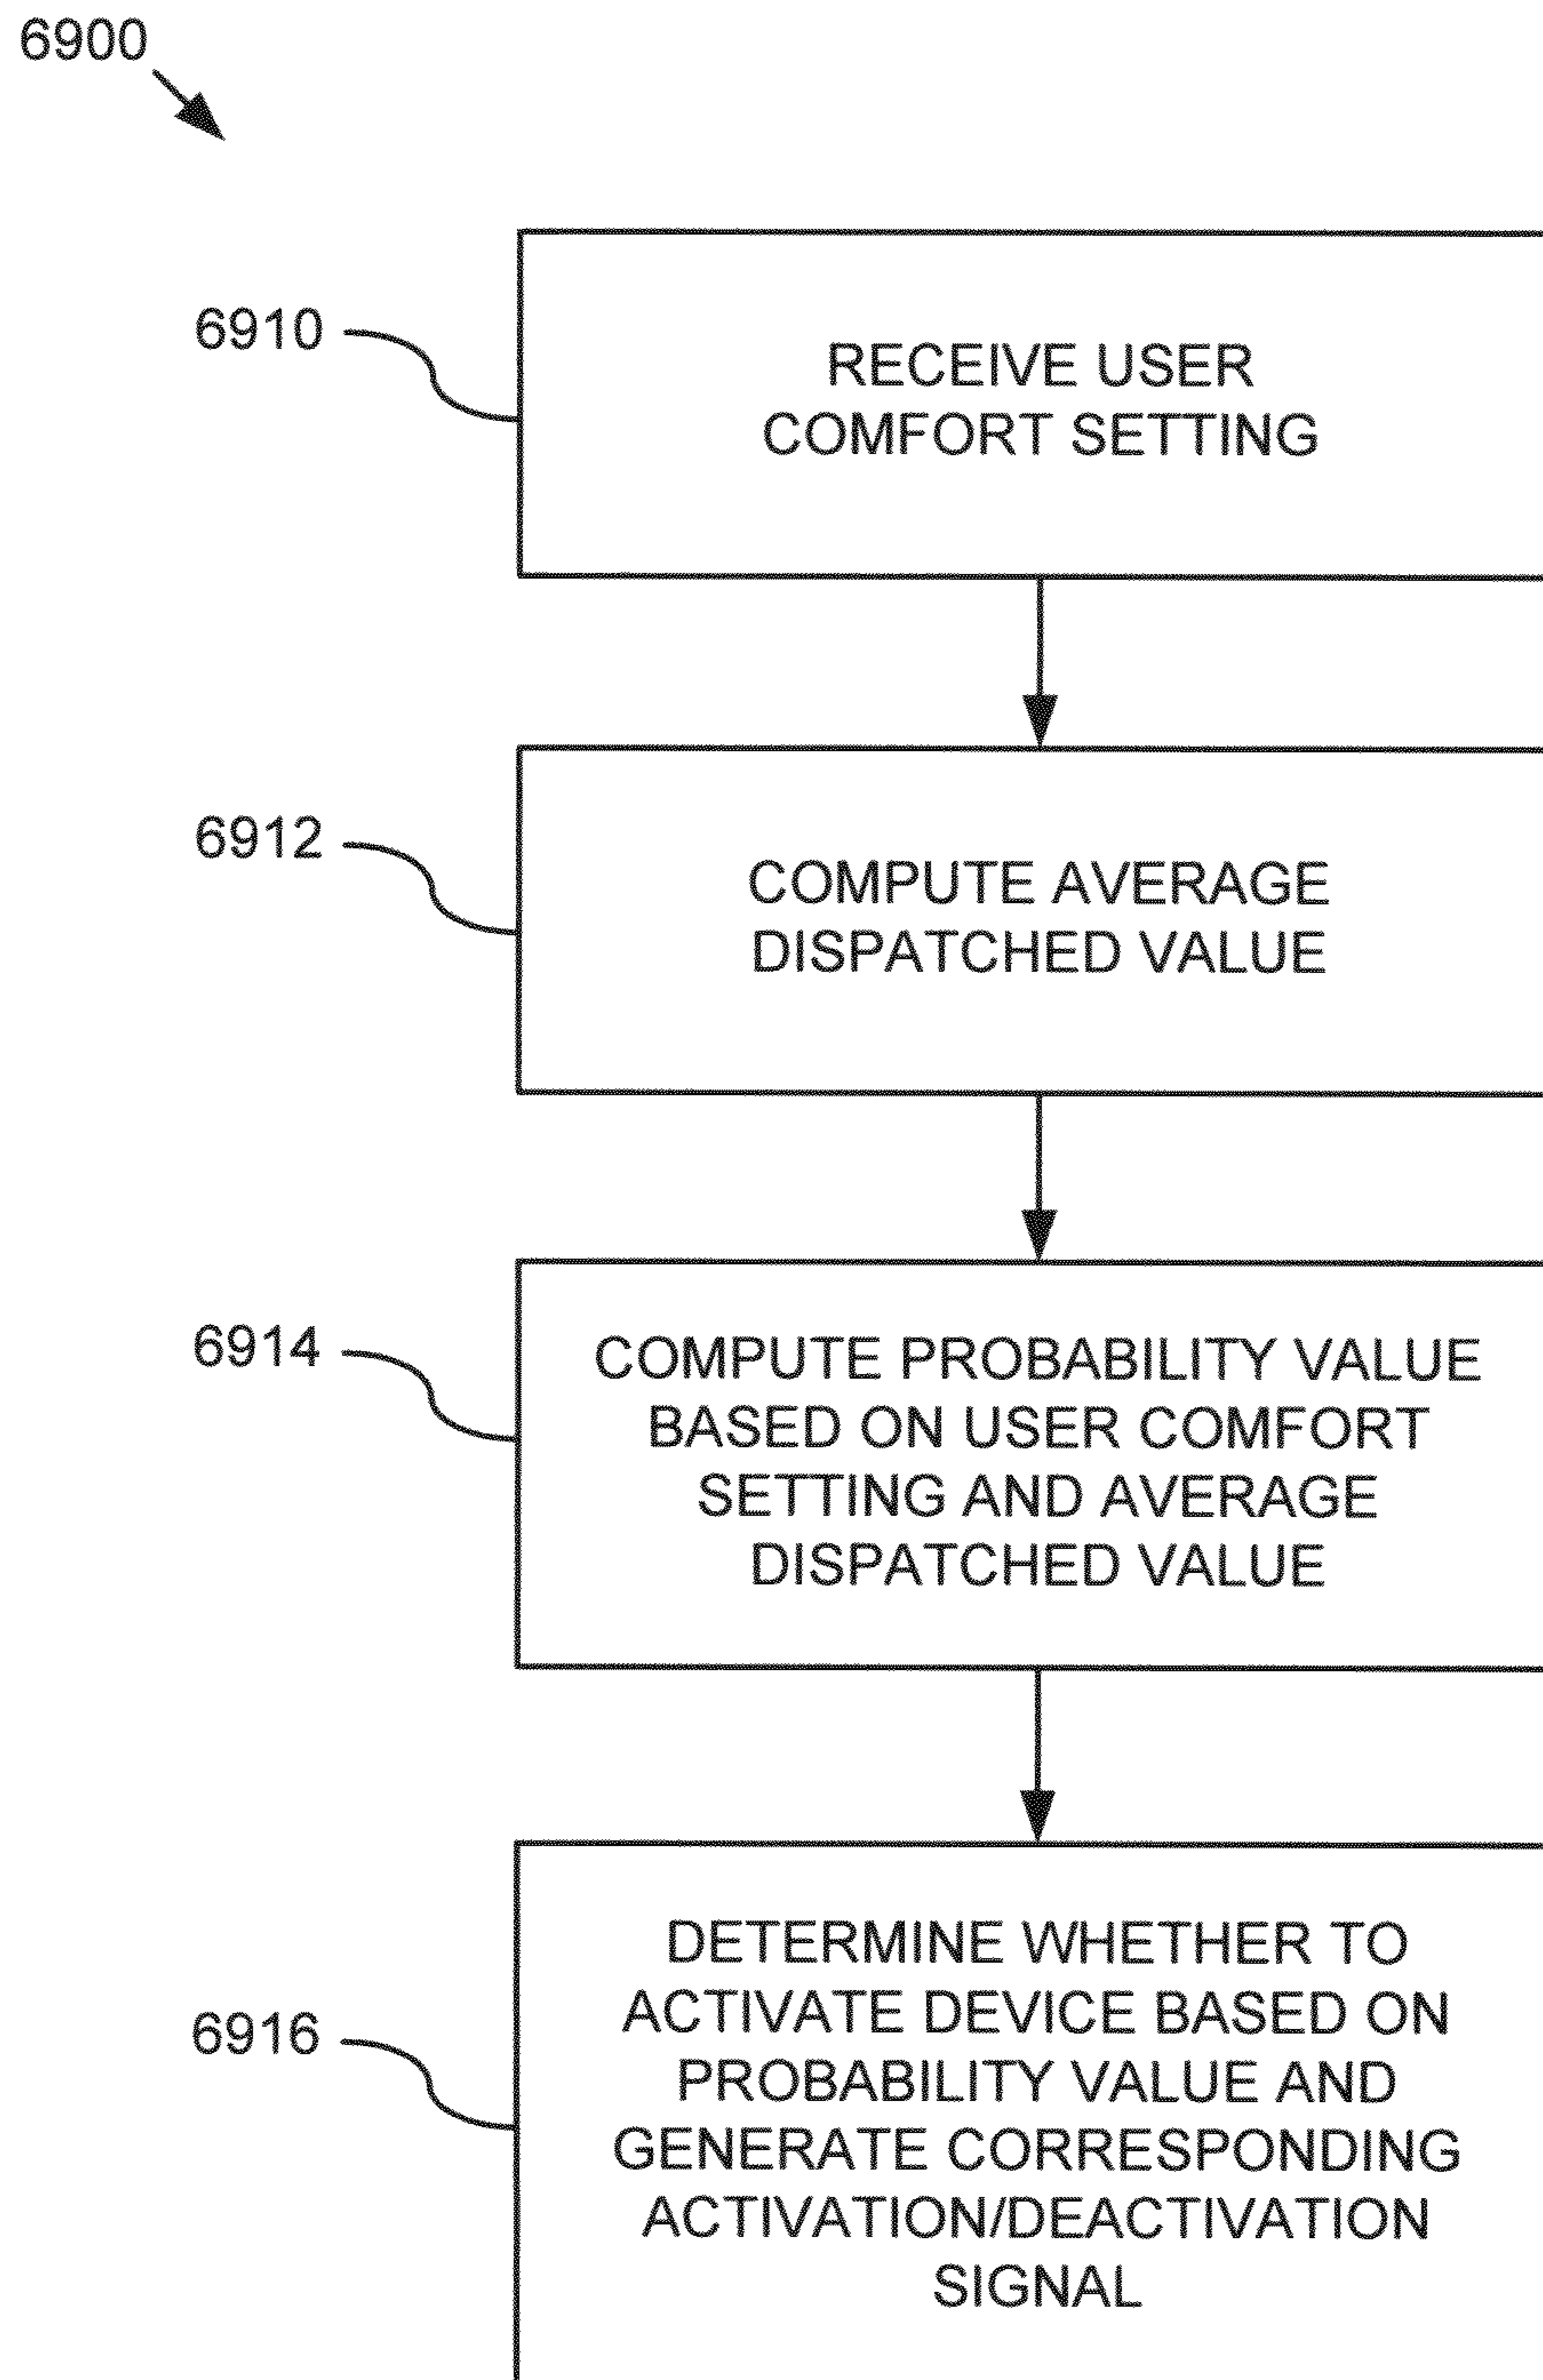 6900
6910
RECEIVE USER
COMFORT SETTING
6912
COMPUTE AVERAGE
DISPATCHED VALUE
6914
COMPUTE PROBABILITY VALUE
BASED ON USER COMFORT
SETTING AND AVERAGE
DISPATCHED VALUE
6916
DETERMINE WHETHER TO
ACTIVATE DEVICE BASED ON
PROBABILITY VALUE AND
GENERATE CORRESPONDING
ACTIVATION/DEACTIVATION
SIGNAL